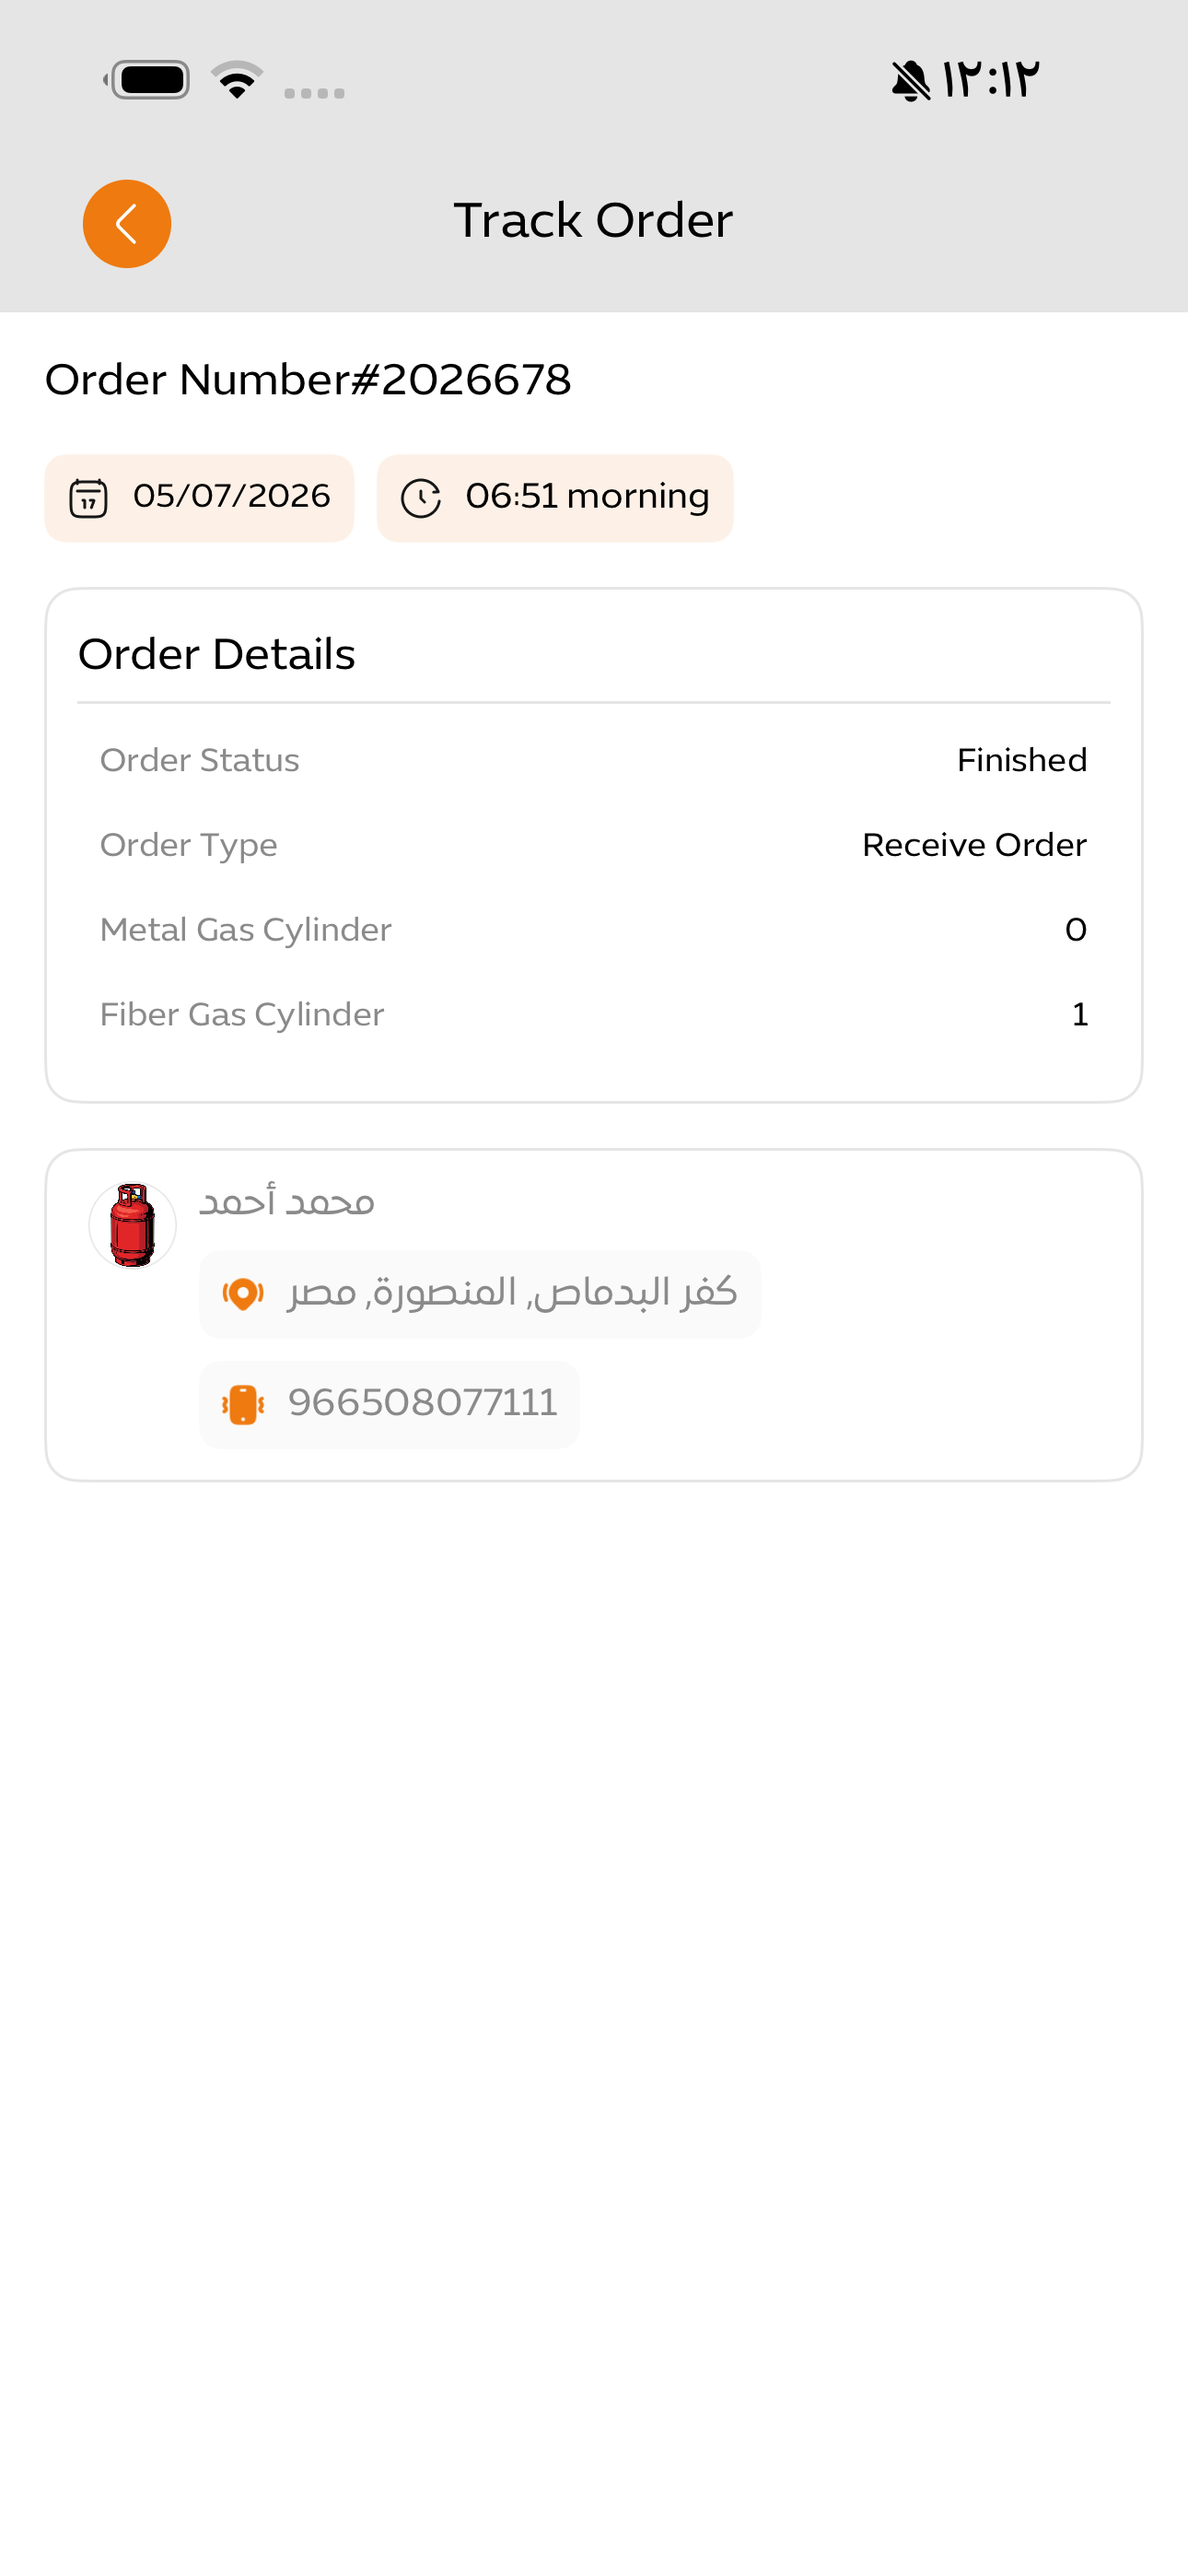 ١٢:١٢
Track Order
Order Number#2026678
05/07/2026
06:51 morning
Order Details
Order Status Finished
Order Type Receive Order
Metal Gas Cylinder 0
Fiber Gas Cylinder 1
محمد أحمد
كفر البدماص, المنصورة, مصر
966508077111